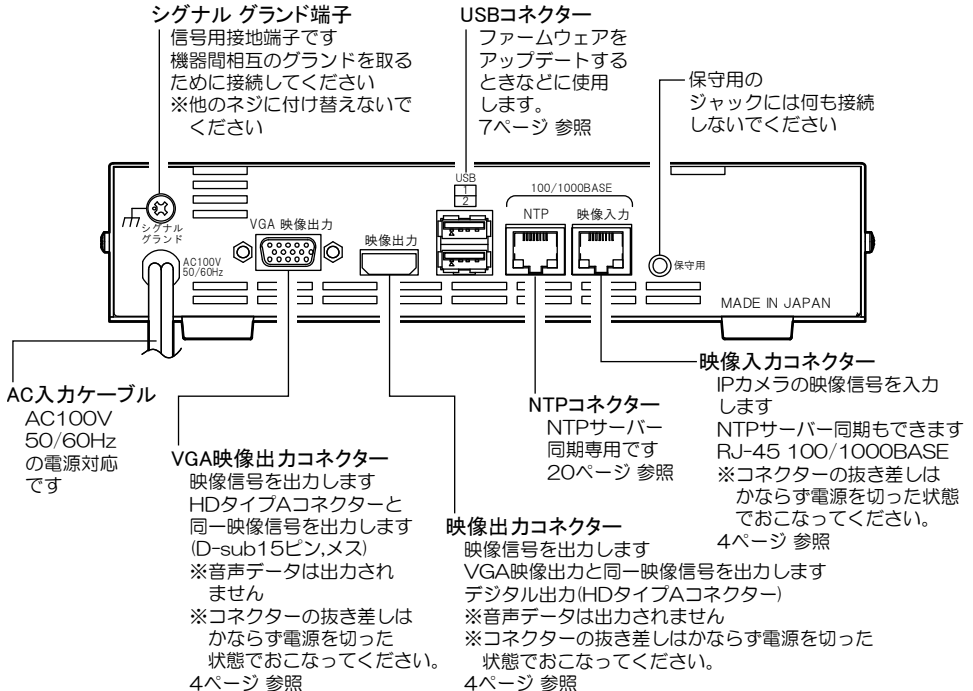 シグナル グランド端子
信号用接地端子です
機器間相互のグランドを取る
ために接続してください
※他のネジに付け替えないで
ください
USBコネクター
ファームウェアを
アップデートする
ときなどに使用
します。
7ページ 参照
保守用の
ジャックには何も接続
しないでください
シグナル
グランド
AC100V
50/60Hz
VGA 映像出力
映像出力
USB
1
2
100/1000BASE
NTP
映像入力
保守用
MADE IN JAPAN
AC入力ケーブル
AC100V
50/60Hz
の電源対応
です
VGA映像出力コネクター
映像信号を出力します
HDタイプAコネクターと
同一映像信号を出力します
(D-sub15ピン,メス)
※音声データは出力され
ません
※コネクターの抜き差しは
かならず電源を切った
状態でおこなってください。
4ページ 参照
映像出力コネクター
映像信号を出力します
VGA映像出力と同一映像信号を出力します
デジタル出力(HDタイプAコネクター)
※音声データは出力されません
※コネクターの抜き差しはかならず電源を切った
状態でおこなってください。
4ページ 参照
NTPコネクター
NTPサーバー
同期専用です
20ページ 参照
映像入力コネクター
IPカメラの映像信号を入力
します
NTPサーバー同期もできます
RJ-45 100/1000BASE
※コネクターの抜き差しは
かならず電源を切った状態
でおこなってください。
4ページ 参照